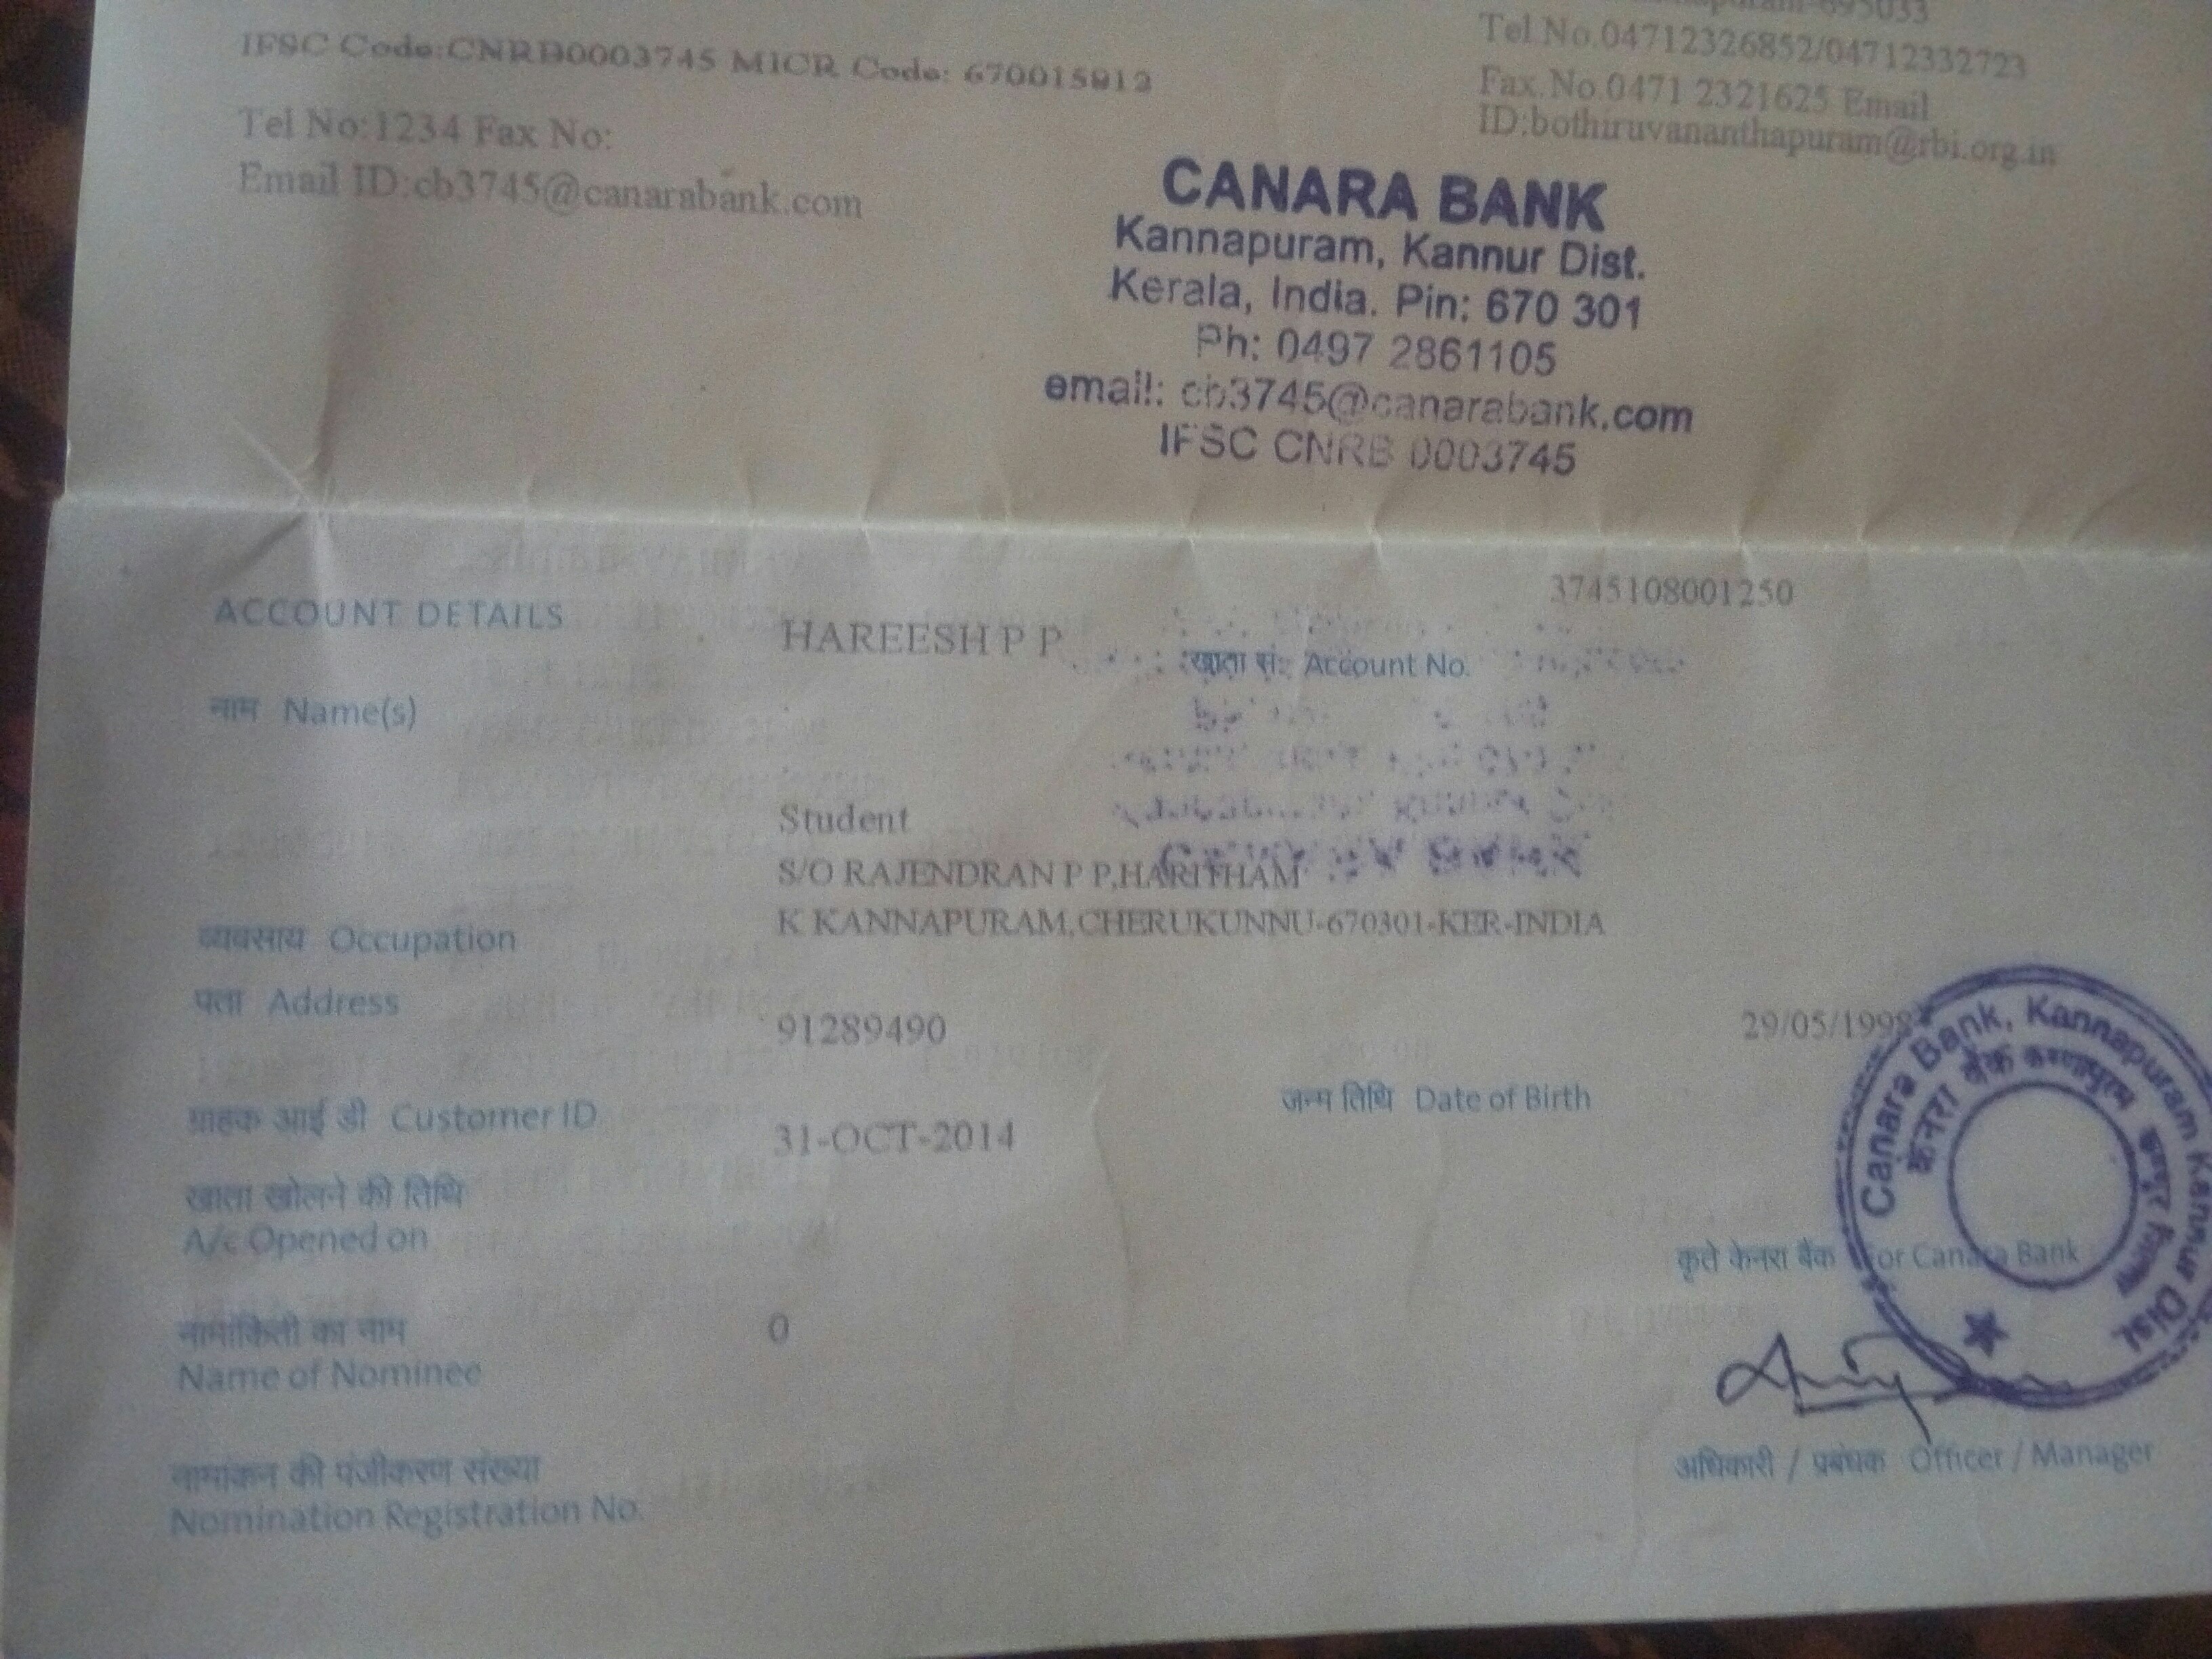 IFSC Code:CNRB0003745 MICR Code: 670015912
Tel No:1234 Fax No:
Email ID:cb3745@canarabank.com
Tel No.04712326852/04712332723
Fax.No.0471 2321625 Email
ID:bothiruvananthapuram@rbi.org.in
CANARA BANK
Kannapuram, Kannur Dist.
Kerala, India. Pin: 670 301
Ph: 0497 2861105
email: cb3745@canarabank.com
IFSC CNRB 0003745
3745108001250
ACCOUNT DETAILS
HAREESH P P
खाता सं: Account No.
नाम Name(s)
Student
S/O RAJENDRAN P P,HARITHAM
K KANNAPURAM,CHERUKUNNU-670301-KER-INDIA
व्यवसाय Occupation
पता Address
91289490
29/05/1998
ग्राहक आई डी Customer ID
जन्म तिथि Date of Birth
31-OCT-2014
खाता खोलने की तिथि
A/c Opened on
कृते केनरा बैंक For Canara Bank
नामांकिती का नाम
0
Name of Nominee
नामांकन की पंजीकरण संख्या
Nomination Registration No.
अधिकारी / प्रबंधक Officer / Manager
Canara Bank, Kannapuram Kannur Dist.
केनरा बैंक कन्नापुरम